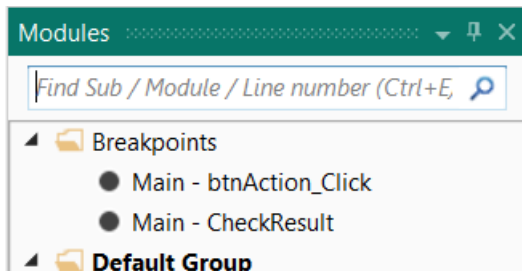 Modules
Find Sub / Module / Line number (Ctrl+E,
Breakpoints
Main - btnAction_Click
Main - CheckResult
Default Group